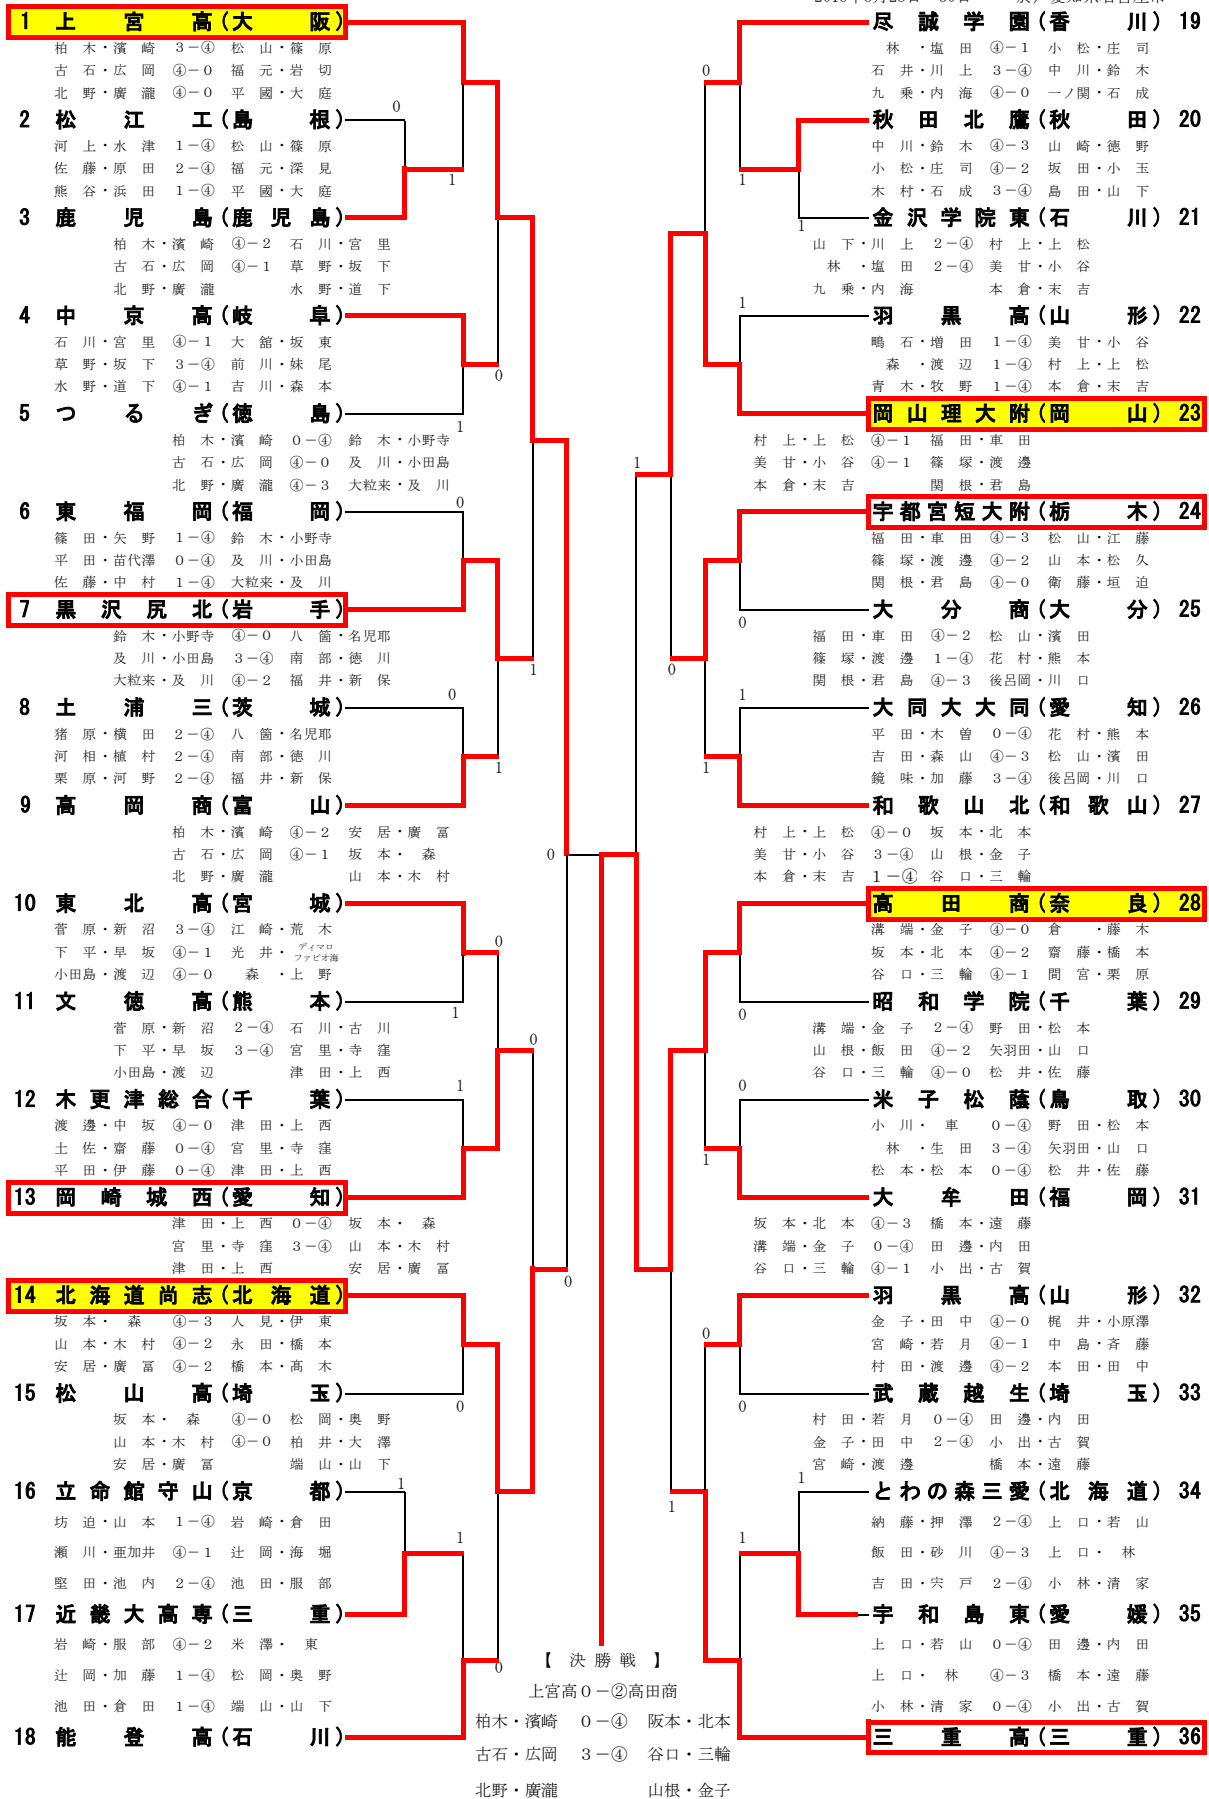 1 上宮高(大阪)
柏木・濱崎 3-④ 松山・篠原
古石・広岡 ④-0 福元・岩切
北野・廣瀧 ④-0 平國・大庭
0
2 松江工(島根)
河上・水津 1-④ 松山・篠原
佐藤・原田 2-④ 福元・深見
熊谷・浜田 1-④ 平國・大庭
1
3 鹿児島(鹿児島)
柏木・濱崎 ④-2 石川・宮里
古石・広岡 ④-1 草野・坂下
北野・廣瀧 水野・道下
4 中京高(岐阜)
石川・宮里 ④-1 大舘・坂東
草野・坂下 3-④ 前川・妹尾
水野・道下 ④-1 吉川・森本
0
5 つるぎ(徳島)
1
柏木・濱崎 0-④ 鈴木・小野寺
古石・広岡 ④-0 及川・小田島
北野・廣瀧 ④-3 大粒来・及川
0
6 東福岡(福岡)
篠田・矢野 1-④ 鈴木・小野寺
平田・苗代澤 0-④ 及川・小田島
佐藤・中村 1-④ 大粒来・及川
7 黒沢尻北(岩手)
鈴木・小野寺 ④-0 八箇・名児耶
及川・小田島 3-④ 南部・徳川
1
大粒来・及川 ④-2 福井・新保
0
8 土浦三(茨城)
猪原・横田 2-④ 八箇・名児耶
河相・植村 2-④ 南部・徳川
栗原・河野 2-④ 福井・新保
1
9 高岡商(富山)
柏木・濱崎 ④-2 安居・廣冨
古石・広岡 ④-1 坂本・森
0
北野・廣瀧 山本・木村
10 東北高(宮城)
菅原・新沼 3-④ 江崎・荒木
0
下平・早坂 ④-1 光井・ディマロファビオ海
小田島・渡辺 ④-0 森・上野
11 文徳高(熊本)
1
菅原・新沼 2-④ 石川・古川
0
下平・早坂 3-④ 宮里・寺窪
小田島・渡辺 津田・上西
1
12 木更津総合(千葉)
渡邊・中坂 ④-0 津田・上西
土佐・齋藤 0-④ 宮里・寺窪
平田・伊藤 0-④ 津田・上西
13 岡崎城西(愛知)
津田・上西 0-④ 坂本・森
宮里・寺窪 3-④ 山本・木村
津田・上西 安居・廣冨
0
14 北海道尚志(北海道)
坂本・森 ④-3 人見・伊東
山本・木村 ④-2 永田・橋本
安居・廣冨 ④-2 橋本・髙木
15 松山高(埼玉)
0
坂本・森 ④-0 松岡・奥野
山本・木村 ④-0 柏井・大澤
安居・廣冨 端山・山下
1
16 立命館守山(京都)
坊迫・山本 1-④ 岩崎・倉田
1
瀬川・亜加井 ④-1 辻岡・海堀
堅田・池内 2-④ 池田・服部
17 近畿大高専(三重)
岩崎・服部 ④-2 米澤・東
0
辻岡・加藤 1-④ 松岡・奥野
池田・倉田 1-④ 端山・山下
18 能登高(石川)
尽誠学園(香川) 19
林・塩田 ④-1 小松・庄司
0
石井・川上 3-④ 中川・鈴木
九乗・内海 ④-0 一ノ関・石成
秋田北鷹(秋田) 20
中川・鈴木 ④-3 山崎・徳野
小松・庄司 ④-2 坂田・小玉
1
木村・石成 3-④ 島田・山下
金沢学院東(石川) 21
1
山下・川上 2-④ 村上・上松
林・塩田 2-④ 美甘・小谷
九乗・内海 本倉・末吉
1
羽黒高(山形) 22
鴫石・増田 1-④ 美甘・小谷
森・渡辺 1-④ 村上・上松
青木・牧野 1-④ 本倉・末吉
岡山理大附(岡山) 23
村上・上松 ④-1 福田・車田
1
美甘・小谷 ④-1 篠塚・渡邊
本倉・末吉 関根・君島
宇都宮短大附(栃木) 24
福田・車田 ④-3 松山・江藤
篠塚・渡邊 ④-2 山本・松久
関根・君島 ④-0 衛藤・垣迫
大分商(大分) 25
0
福田・車田 ④-2 松山・濱田
篠塚・渡邊 1-④ 花村・熊本
0
関根・君島 ④-3 後呂岡・川口
1
大同大大同(愛知) 26
平田・木曽 0-④ 花村・熊本
吉田・森山 ④-3 松山・濱田
1
鏡味・加藤 3-④ 後呂岡・川口
和歌山北(和歌山) 27
村上・上松 ④-0 坂本・北本
美甘・小谷 3-④ 山根・金子
本倉・末吉 1-④ 谷口・三輪
高田商(奈良) 28
溝端・金子 ④-0 倉・藤木
坂本・北本 ④-2 齋藤・橋本
谷口・三輪 ④-1 間宮・栗原
昭和学院(千葉) 29
0
溝端・金子 2-④ 野田・松本
山根・飯田 ④-2 矢羽田・山口
谷口・三輪 ④-0 松井・佐藤
0
米子松蔭(鳥取) 30
小川・車 0-④ 野田・松本
林・生田 3-④ 矢羽田・山口
1
松本・松本 0-④ 松井・佐藤
大牟田(福岡) 31
坂本・北本 ④-3 橋本・遠藤
溝端・金子 0-④ 田邊・内田
谷口・三輪 ④-1 小出・古賀
羽黒高(山形) 32
金子・田中 ④-0 梶井・小原澤
0
宮崎・若月 ④-1 中島・斉藤
村田・渡邊 ④-2 本田・田中
武蔵越生(埼玉) 33
0
村田・若月 0-④ 田邊・内田
金子・田中 2-④ 小出・古賀
宮崎・渡邊 橋本・遠藤
1
とわの森三愛(北海道) 34
1
納藤・押澤 2-④ 上口・若山
1
飯田・砂川 ④-3 上口・林
吉田・宍戸 2-④ 小林・清家
宇和島東(愛媛) 35
上口・若山 0-④ 田邊・内田
上口・林 ④-3 橋本・遠藤
小林・清家 0-④ 小出・古賀
三重高(三重) 36
【 決勝戦 】
上宮高0-②高田商
柏木・濱崎 0-④ 阪本・北本
古石・広岡 3-④ 谷口・三輪
北野・廣瀧 山根・金子